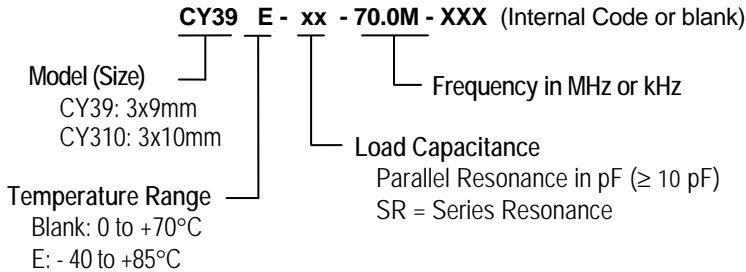 CY39 E - xx - 70.0M - XXX (Internal Code or blank)
Model (Size)
CY39: 3x9mm
CY310: 3x10mm
Frequency in MHz or kHz
Load Capacitance
Parallel Resonance in pF (≥ 10 pF)
SR = Series Resonance
Temperature Range
Blank: 0 to +70°C
E: - 40 to +85°C